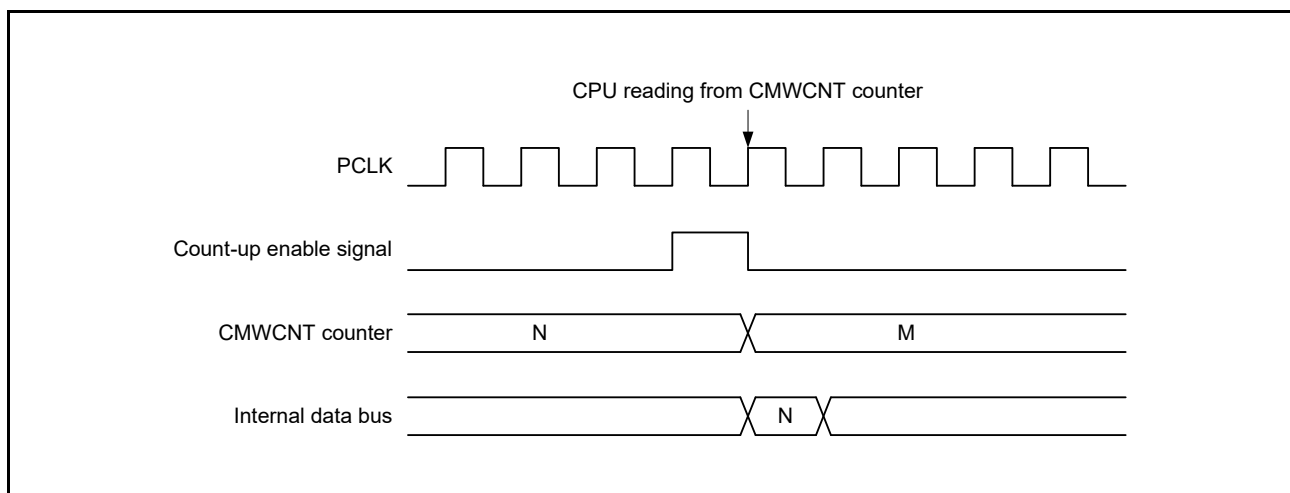 CPU reading from CMWCNT counter
PCLK
Count-up enable signal
CMWCNT counter N M
Internal data bus N